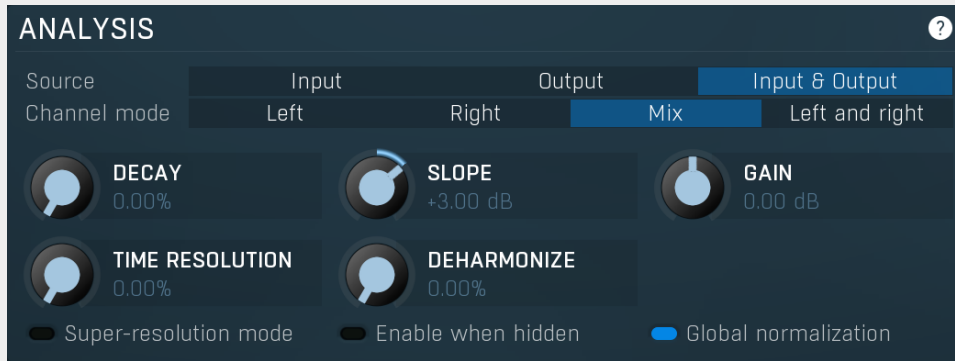 ANALYSIS ?
Source Input Output Input & Output
Channel mode Left Right Mix Left and right
DECAY SLOPE GAIN
0.00% +3.00 dB 0.00 dB
TIME RESOLUTION DEHARMONIZE
0.00% 0.00%
Super-resolution mode Enable when hidden Global normalization